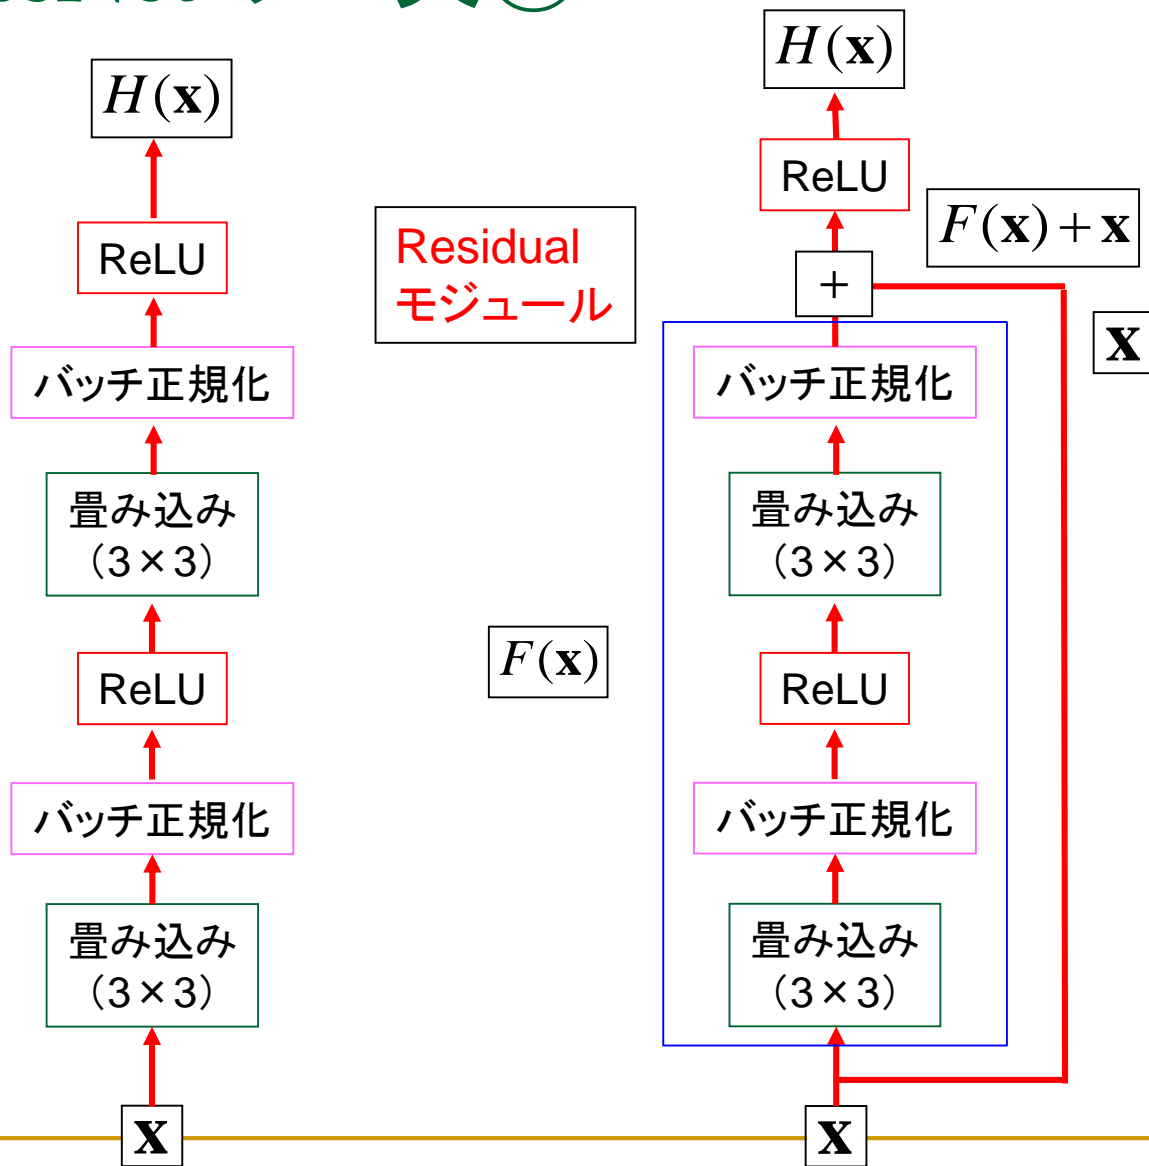 H(x)
ReLU
バッチ正規化
畳み込み
（3×3）
ReLU
バッチ正規化
畳み込み
（3×3）
x
Residual
モジュール
F(x)
H(x)
ReLU
F(x)+x
+
x
バッチ正規化
畳み込み
（3×3）
ReLU
バッチ正規化
畳み込み
（3×3）
x